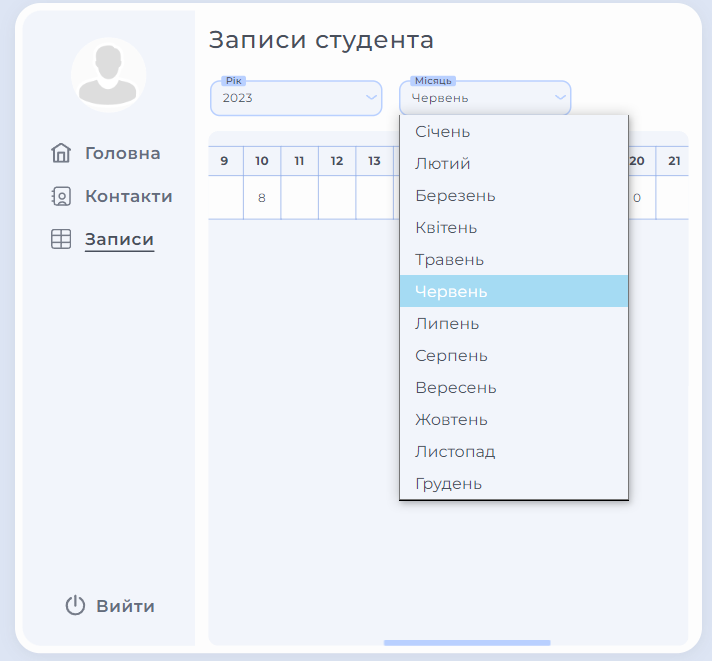 Записи студента
Рік
2023
Місяць
Червень
Головна
Контакти
Записи
Вийти
9 10 11 12 13 20 21
8 0
Січень
Лютий
Березень
Квітень
Травень
Червень
Липень
Серпень
Вересень
Жовтень
Листопад
Грудень